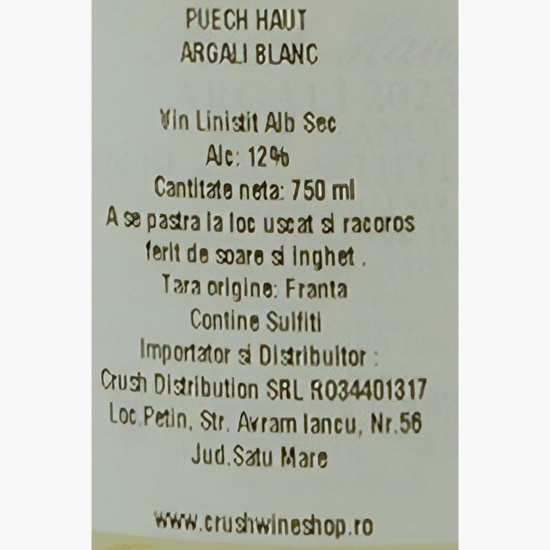 PUECH HAUT
ARGALI BLANC
Vin Linistit Alb Sec
Alc: 12%
Cantitate neta: 750 ml
A se pastra la loc uscat si racoros
ferit de soare si inghet .
Tara origine: Franta
Contine Sulfiti
Importator si Distribuitor :
Crush Distribution SRL RO34401317
Loc.Petin, Str. Avram Iancu, Nr.56
Jud.Satu Mare
www.crushwineshop.ro